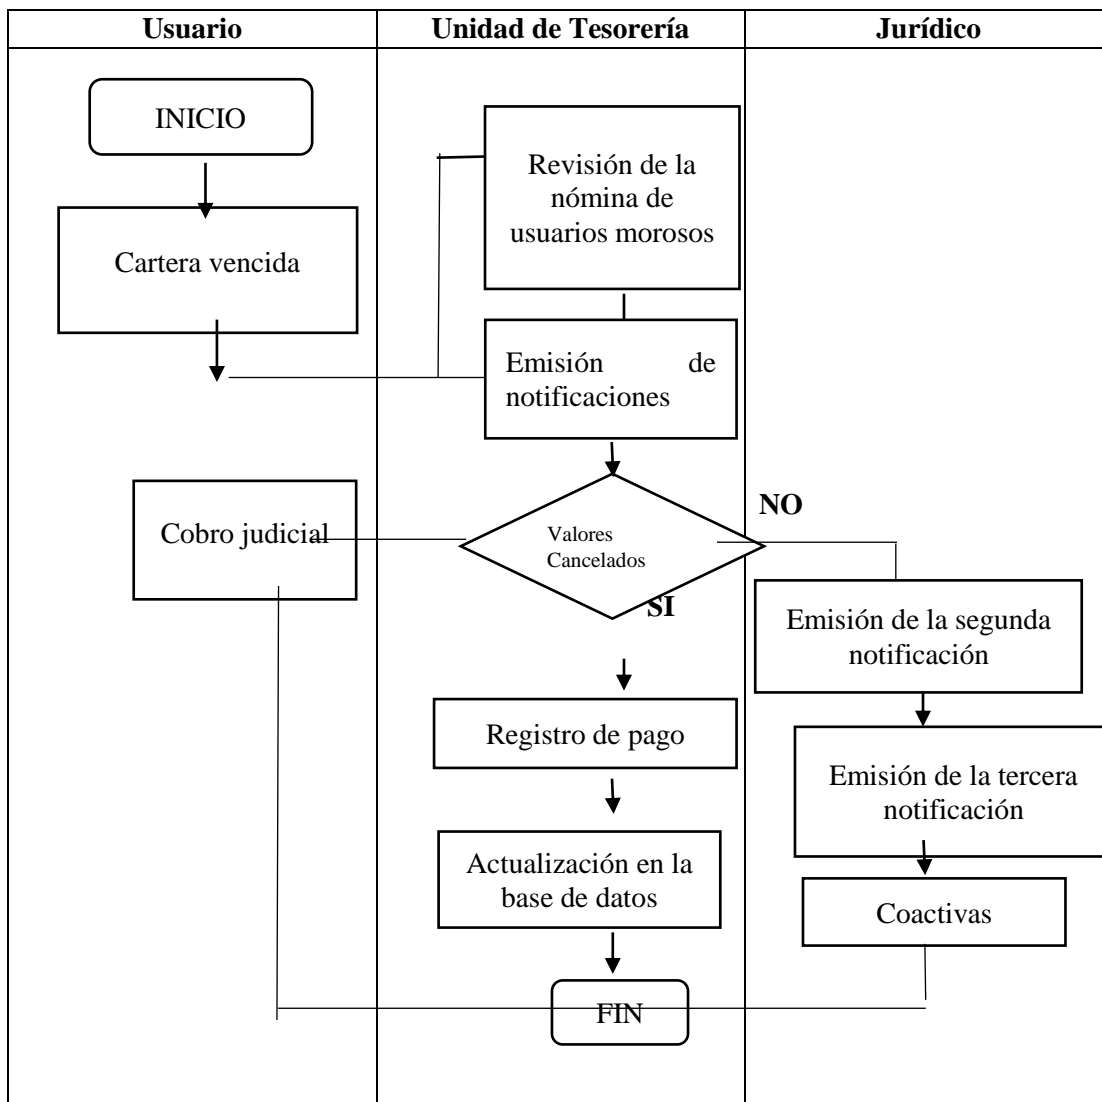 Usuario
Unidad de Tesorería
Jurídico
INICIO
Cartera vencida
Revisión de la
nómina de
usuarios morosos
Emisión de
notificaciones
Cobro judicial
Valores
Cancelados
NO
SI
Emisión de la segunda
notificación
Registro de pago
Emisión de la tercera
notificación
Actualización en la
base de datos
Coactivas
FIN